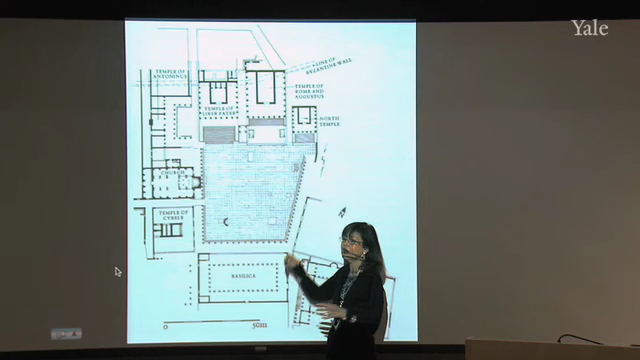 Yale
LINE OF
BYZANTINE WALL
TEMPLE OF
ANTONINUS
TEMPLE OF
ROME AND
AUGUSTUS
TEMPLE OF
LIBER PATER
NORTH
TEMPLE
CHURCH
TEMPLE OF
CYBELE
BASILICA
0
50m